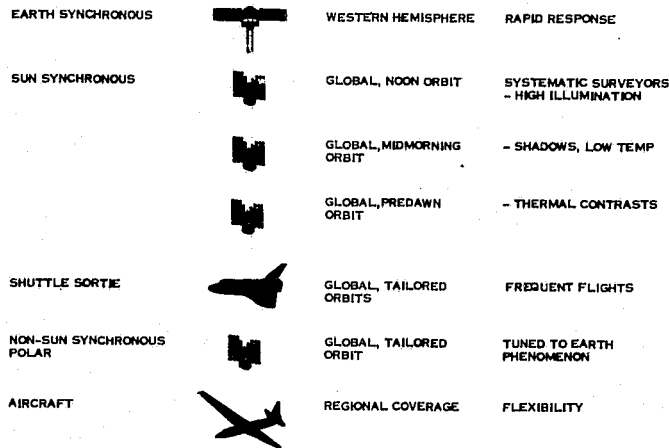 EARTH SYNCHRONOUS WESTERN HEMISPHERE RAPID RESPONSE
SUN SYNCHRONOUS GLOBAL, NOON ORBIT SYSTEMATIC SURVEYORS
- HIGH ILLUMINATION
GLOBAL, MIDMORNING - SHADOWS, LOW TEMP
ORBIT
GLOBAL, PREDAWN - THERMAL CONTRASTS
ORBIT
SHUTTLE SORTIE GLOBAL, TAILORED FREQUENT FLIGHTS
ORBITS
NON-SUN SYNCHRONOUS GLOBAL, TAILORED TUNED TO EARTH
POLAR ORBIT PHENOMENON
AIRCRAFT REGIONAL COVERAGE FLEXIBILITY